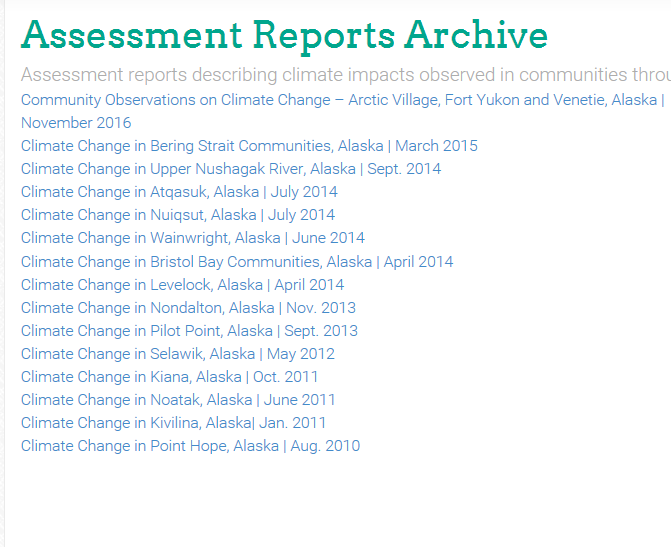 Assessment Reports Archive
Assessment reports describing climate impacts observed in communities
Community Observations on Climate Change – Arctic Village, Fort Yukon and Venetie, Alaska |
November 2016
Climate Change in Bering Strait Communities, Alaska | March 2015
Climate Change in Upper Nushagak River, Alaska | Sept. 2014
Climate Change in Atqasuk, Alaska | July 2014
Climate Change in Nuiqsut, Alaska | July 2014
Climate Change in Wainwright, Alaska | June 2014
Climate Change in Bristol Bay Communities, Alaska | April 2014
Climate Change in Levelock, Alaska | April 2014
Climate Change in Nondalton, Alaska | Nov. 2013
Climate Change in Pilot Point, Alaska | Sept. 2013
Climate Change in Selawik, Alaska | May 2012
Climate Change in Kiana, Alaska | Oct. 2011
Climate Change in Noatak, Alaska | June 2011
Climate Change in Kivilina, Alaska| Jan. 2011
Climate Change in Point Hope, Alaska | Aug. 2010